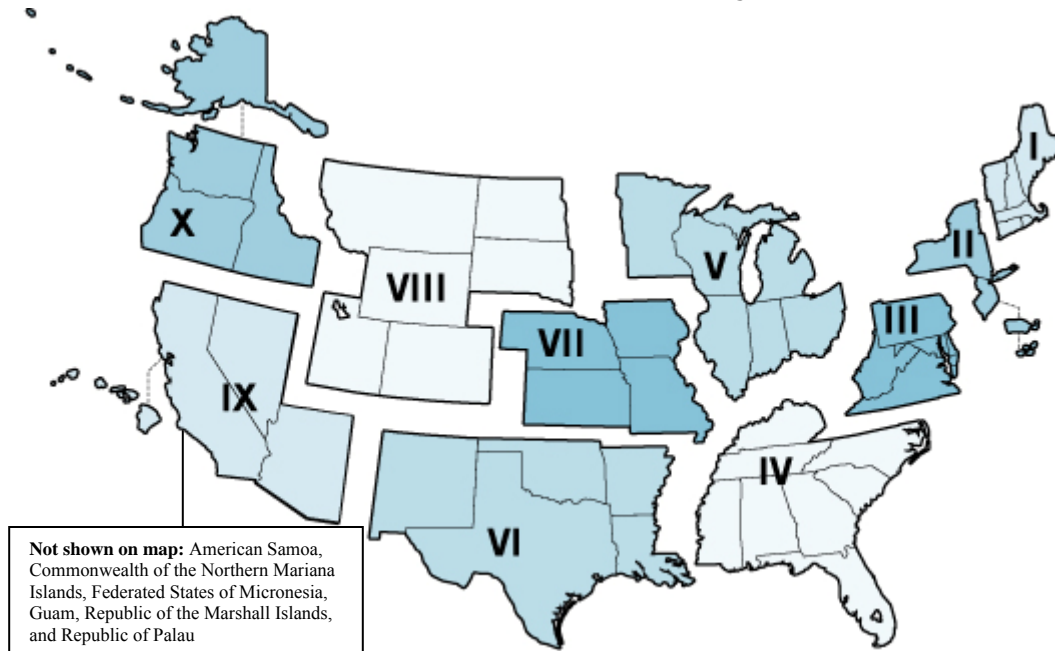 I
II
X
V
VIII
III
VII
IX
IV
VI
Not shown on map: American Samoa,
Commonwealth of the Northern Mariana
Islands, Federated States of Micronesia,
Guam, Republic of the Marshall Islands,
and Republic of Palau